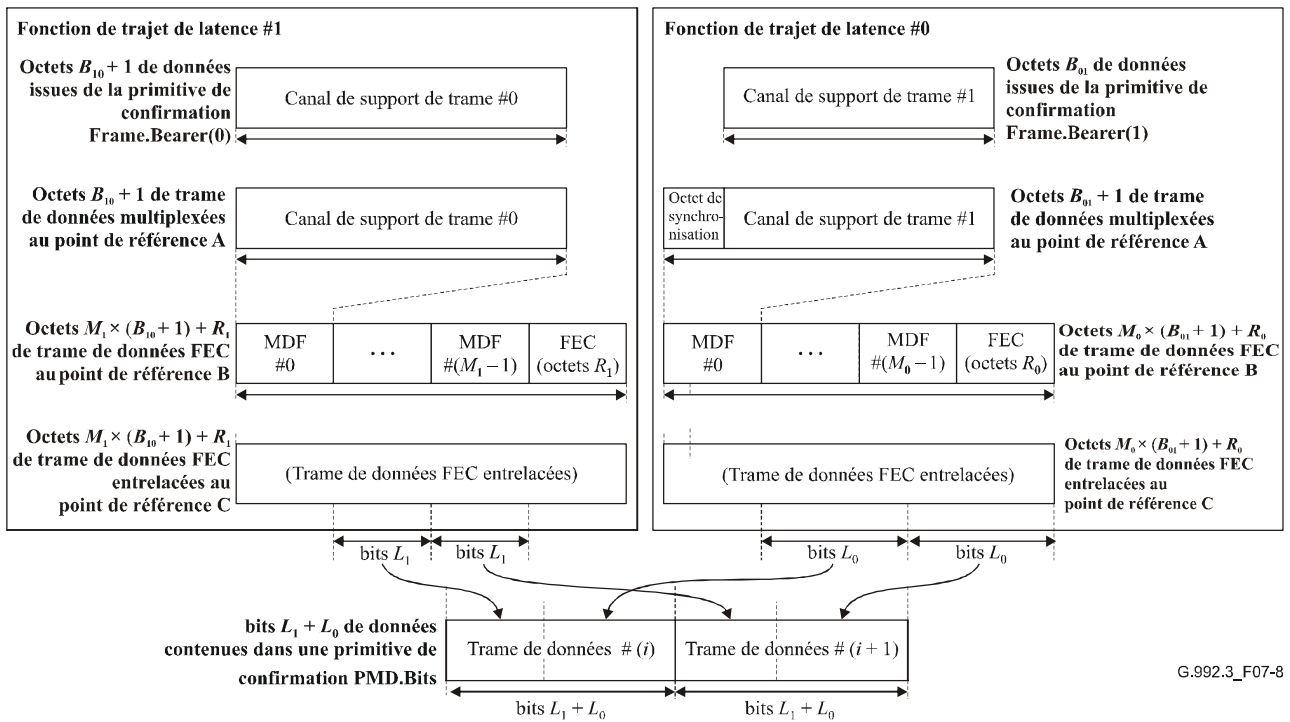 Fonction de trajet de latence #1
Octets B₁₀ + 1 de données
issues de la primitive de
confirmation
Frame.Bearer(0)
Canal de support de trame #0
Octets B₁₀ + 1 de trame
de données multiplexées
au point de référence A
Canal de support de trame #0
Octets M₁ × (B₁₀ + 1) + R₁
de trame de données FEC
au point de référence B
MDF
#0
...
MDF
#(M₁ – 1)
FEC
(octets R₁)
Octets M₁ × (B₁₀ + 1) + R₁
de trame de données FEC
entrelacées au
point de référence C
(Trame de données FEC entrelacées)
Fonction de trajet de latence #0
Canal de support de trame #1
Octets B₀₁ de données
issues de la primitive de
confirmation
Frame.Bearer(1)
Octet de
synchro-
nisation
Canal de support de trame #1
Octets B₀₁ + 1 de trame
de données multiplexées
au point de référence A
MDF
#0
...
MDF
#(M₀ – 1)
FEC
(octets R₀)
Octets M₀ × (B₀₁ + 1) + R₀
de trame de données FEC
au point de référence B
(Trame de données FEC entrelacées)
Octets M₀ × (B₀₁ + 1) + R₀
de trame de données FEC
entrelacées au
point de référence C
bits L₁
bits L₁
bits L₀
bits L₀
bits L₁ + L₀ de données
contenues dans une primitive de
confirmation PMD.Bits
Trame de données # (i)
Trame de données # (i + 1)
bits L₁ + L₀
bits L₁ + L₀
G.992.3_F07-8